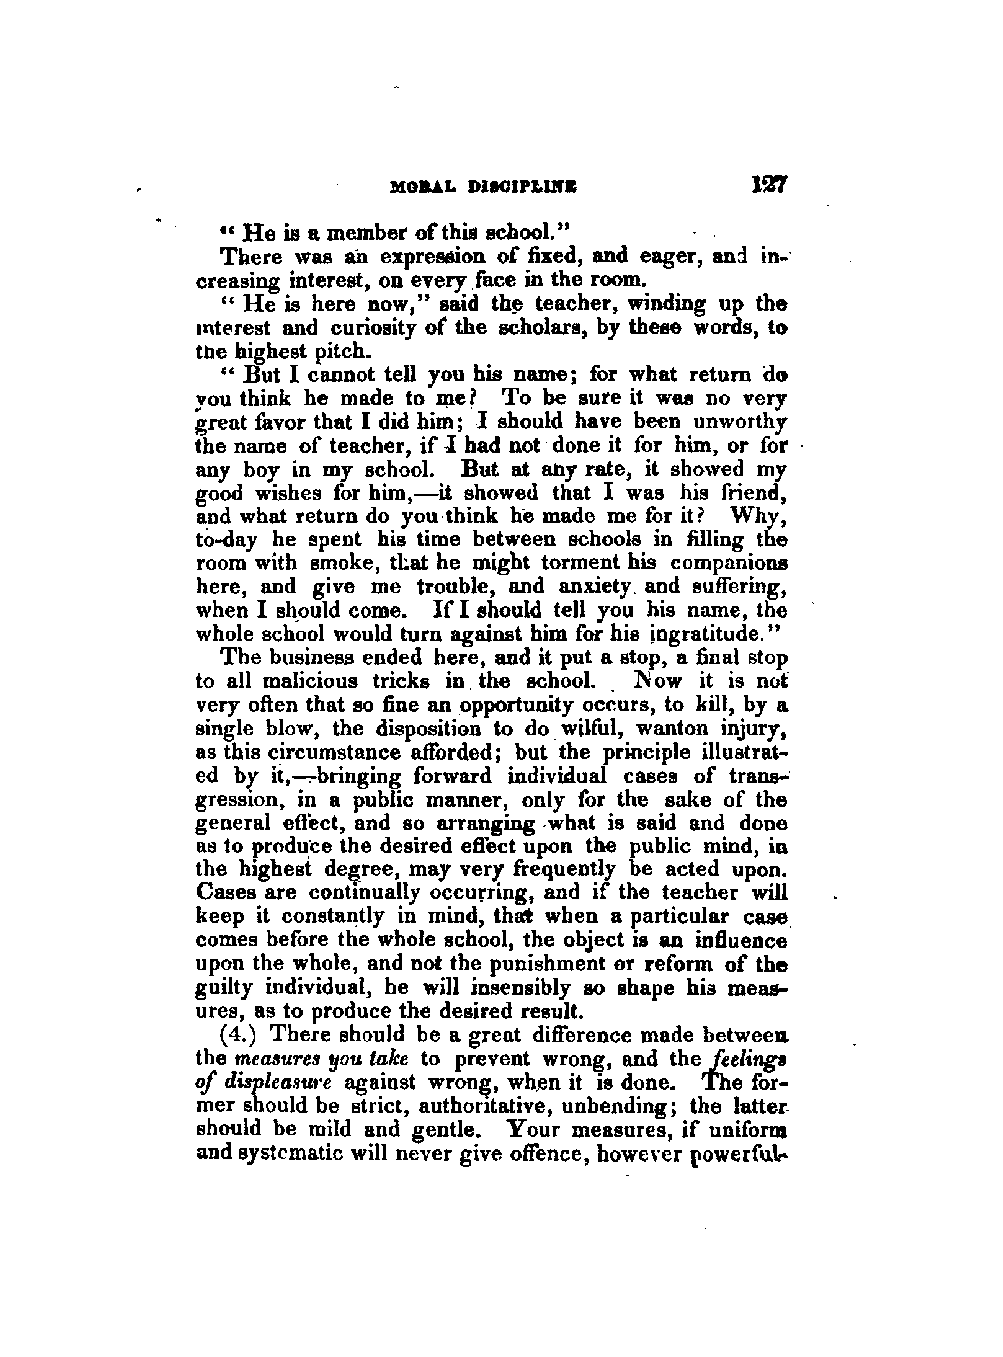 MORAL DISCIPLINE 127
“ He is a member of this school.”
There was an expression of fixed, and eager, and in-
creasing interest, on every face in the room.
“ He is here now,” said the teacher, winding up the
interest and curiosity of the scholars, by these words, to
the highest pitch.
“ But I cannot tell you his name; for what return do
you think he made to me? To be sure it was no very
great favor that I did him; I should have been unworthy
the name of teacher, if I had not done it for him, or for
any boy in my school. But at any rate, it showed my
good wishes for him,—it showed that I was his friend,
and what return do you think he made me for it? Why,
to-day he spent his time between schools in filling the
room with smoke, that he might torment his companions
here, and give me trouble, and anxiety and suffering,
when I should come. If I should tell you his name, the
whole school would turn against him for his ingratitude.”
The business ended here, and it put a stop, a final stop
to all malicious tricks in the school. Now it is not
very often that so fine an opportunity occurs, to kill, by a
single blow, the disposition to do wilful, wanton injury,
as this circumstance afforded; but the principle illustrat-
ed by it,—bringing forward individual cases of trans-
gression, in a public manner, only for the sake of the
general effect, and so arranging what is said and done
as to produce the desired effect upon the public mind, in
the highest degree, may very frequently be acted upon.
Cases are continually occurring, and if the teacher will
keep it constantly in mind, that when a particular case
comes before the whole school, the object is an influence
upon the whole, and not the punishment or reform of the
guilty individual, he will insensibly so shape his meas-
ures, as to produce the desired result.
(4.) There should be a great difference made between
the measures you take to prevent wrong, and the feelings
of displeasure against wrong, when it is done. The for-
mer should be strict, authoritative, unbending; the latter
should be mild and gentle. Your measures, if uniform
and systematic will never give offence, however powerful-